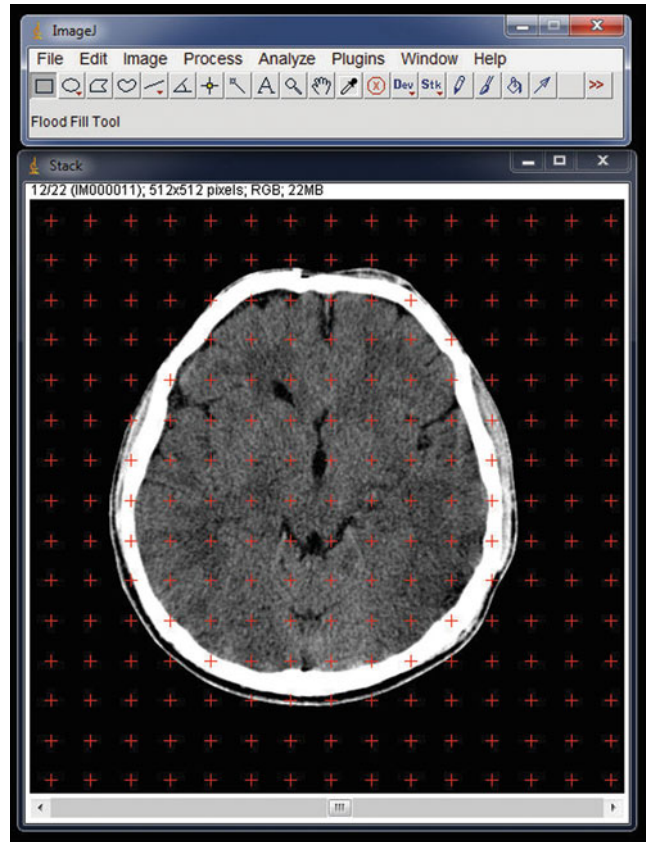 ImageJ
File Edit Image Process Analyze Plugins Window Help
A Dev Stk >>
Flood Fill Tool
Stack
12/22 (IM000011); 512x512 pixels; RGB; 22MB